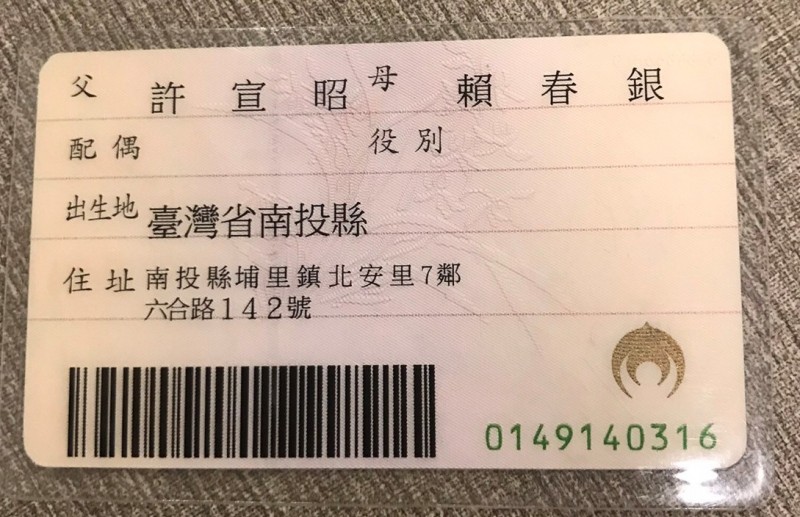 父 許宣昭 母 賴春銀
配偶 役別
出生地 臺灣省南投縣
住址 南投縣埔里鎮北安里7鄰
六合路142號
0149140316